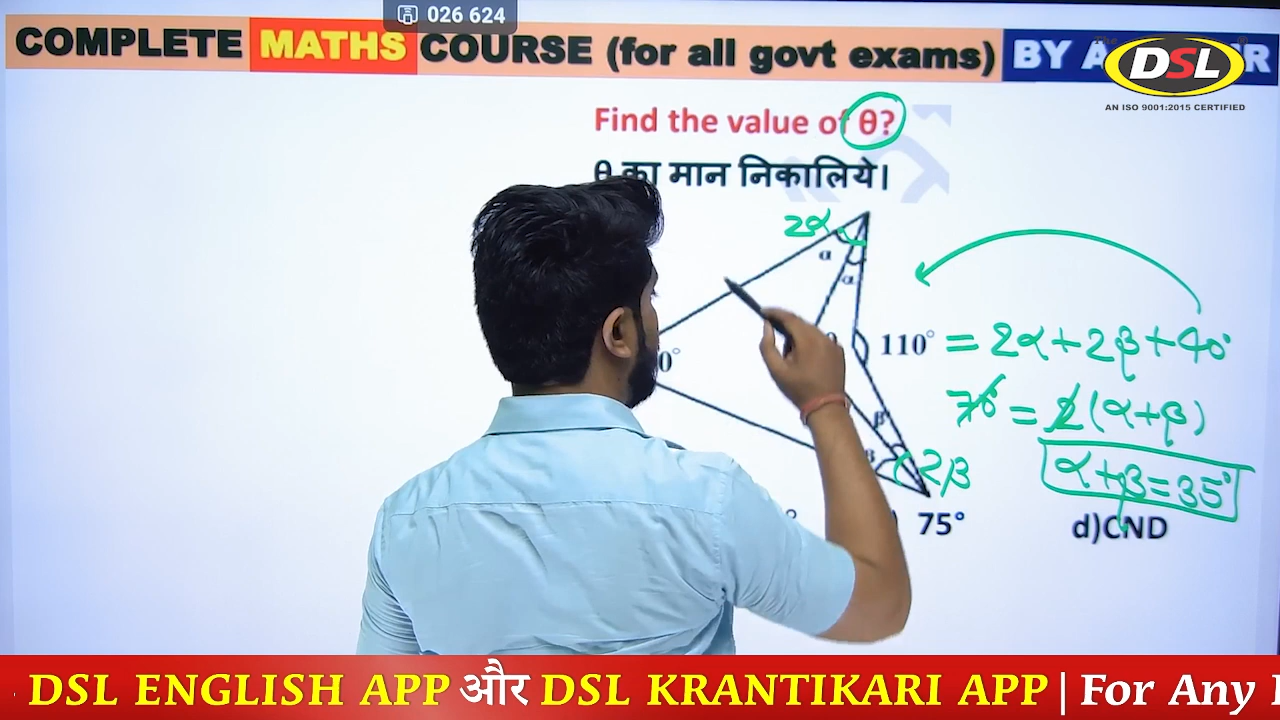 026 624
COMPLETE MATHS COURSE (for all govt exams) BY A
DSL
AN ISO 9001:2015 CERTIFIED
Find the value of θ?
θ का मान निकालिये।
2α
α
α
110° = 2α+2β+40°
70° = 2(α+β)
0°
β
β
2β
α+β=35°
75°
d)CND
DSL ENGLISH APP और DSL KRANTIKARI APP | For Any